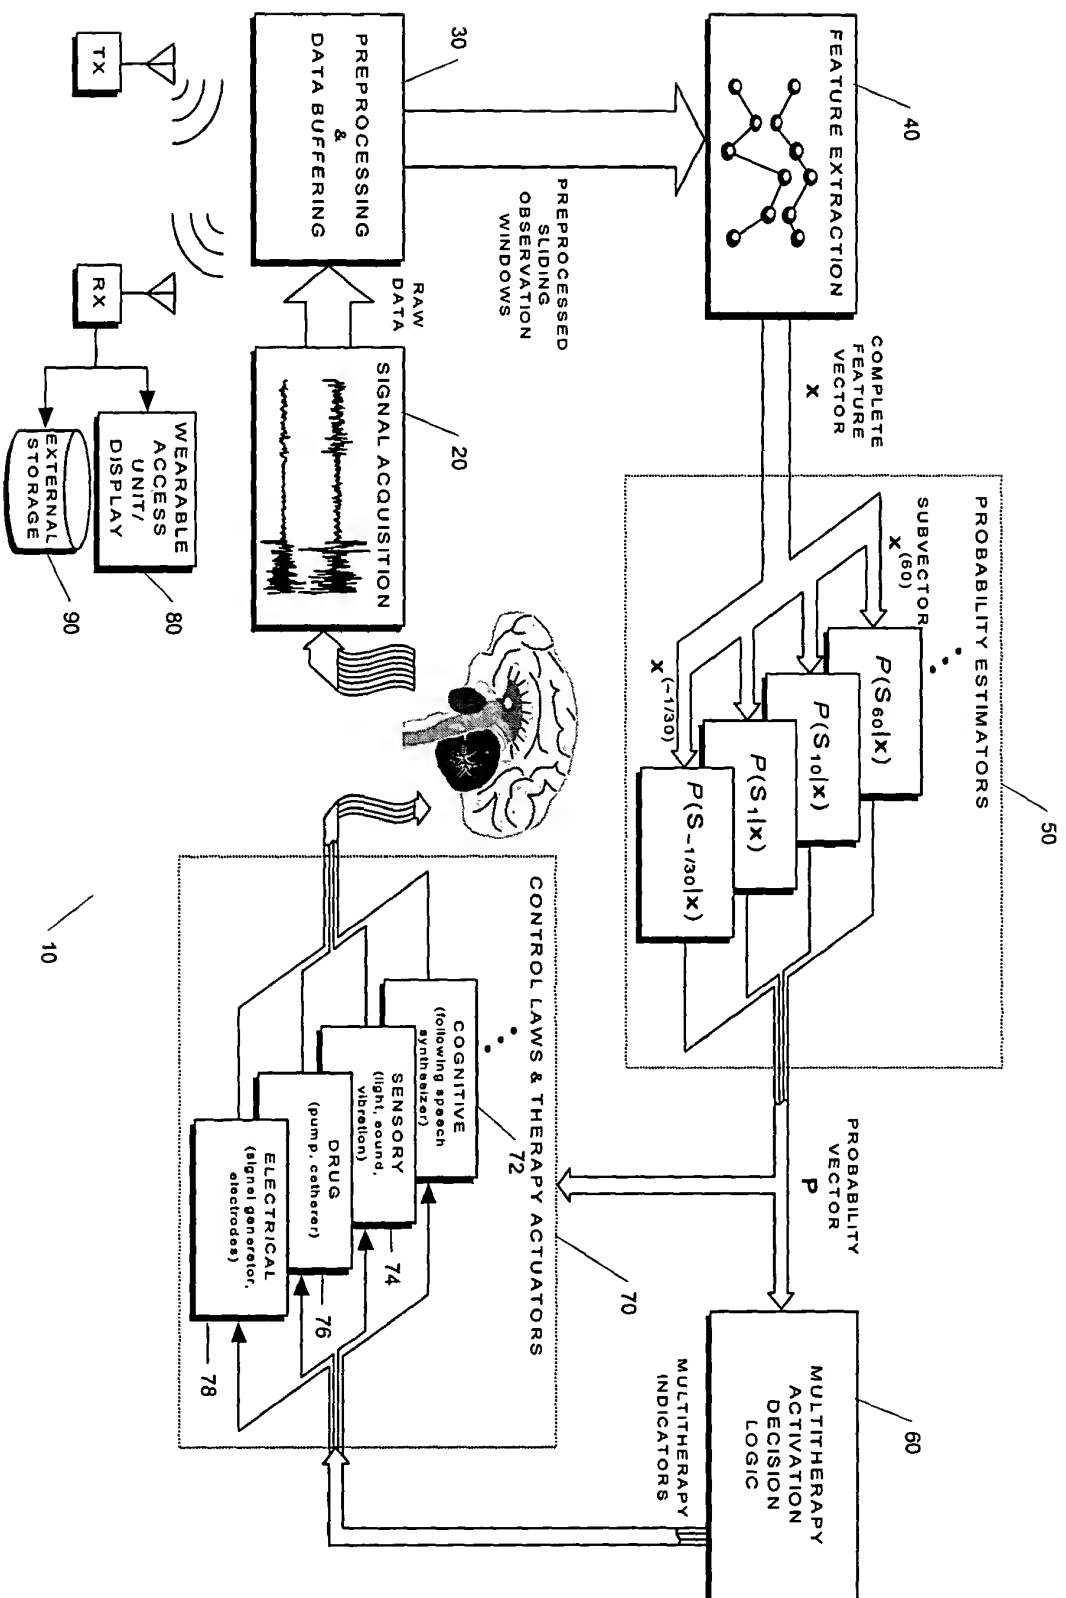 FEATURE EXTRACTION
40
COMPLETE
FEATURE
VECTOR
X
PROBABILITY ESTIMATORS
50
SUBVECTOR
X(60)
P(S60|x)
P(S10|x)
P(S1|x)
P(S-1/30|x)
X(-1/30)
PROBABILITY
VECTOR
P
MULTITHERAPY
ACTIVATION
DECISION
LOGIC
60
PREPROCESSED
SLIDING
OBSERVATION
WINDOWS
30
PREPROCESSING
&
DATA BUFFERING
RAW
DATA
SIGNAL ACQUISITION
20
CONTROL LAWS & THERAPY ACTUATORS
70
COGNITIVE
(following speech
synthesizer)
72
SENSORY
(light, sound,
vibration)
74
DRUG
(pump, catherer)
76
ELECTRICAL
(signal generator,
electrodes)
78
MULTITHERAPY
INDICATORS
TX
RX
WEARABLE
ACCESS
UNIT/
DISPLAY
80
EXTERNAL
STORAGE
90
10